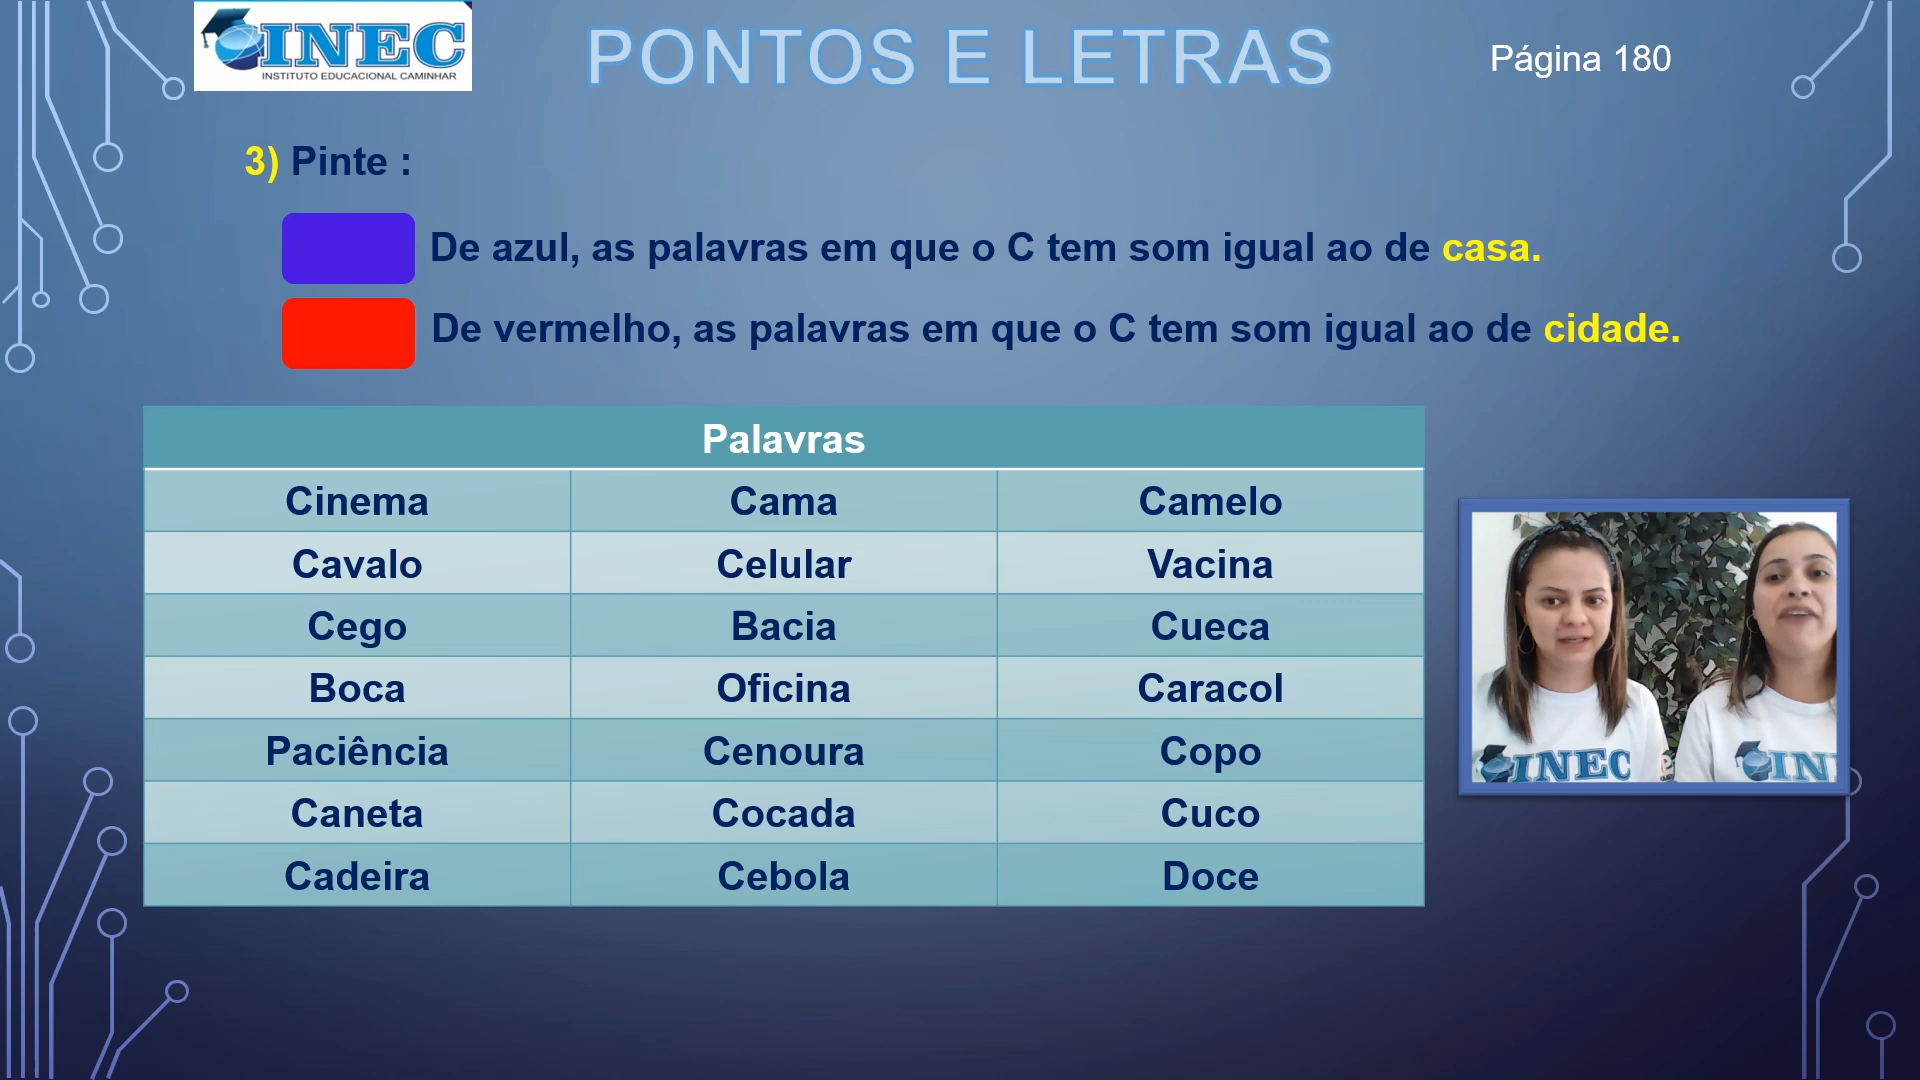 INEC
INSTITUTO EDUCACIONAL CAMINHAR
PONTOS E LETRAS
Página 180
3) Pinte :
De azul, as palavras em que o C tem som igual ao de casa.
De vermelho, as palavras em que o C tem som igual ao de cidade.
Palavras
Cinema Cama Camelo
Cavalo Celular Vacina
Cego Bacia Cueca
Boca Oficina Caracol
Paciência Cenoura Copo
Caneta Cocada Cuco
Cadeira Cebola Doce
INEC
IN